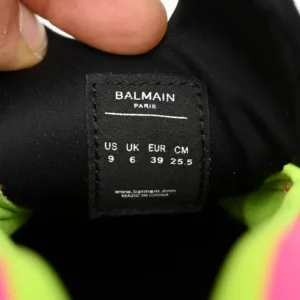 BALMAIN
PARIS
US UK EUR CM
9 6 39 25.5
www.balmain.com
MADE IN CHINA